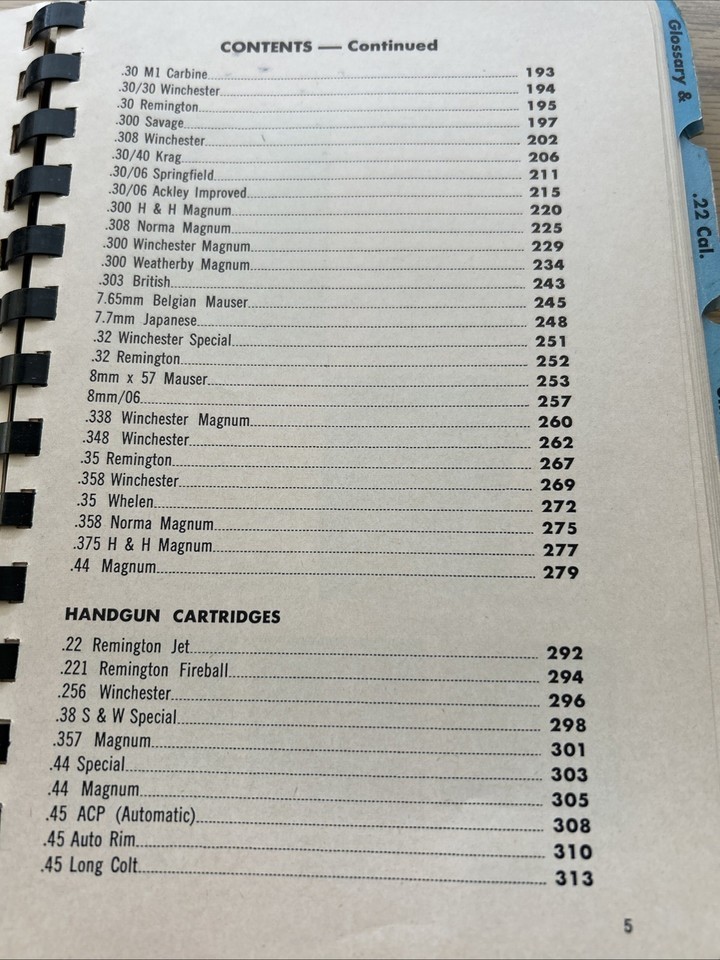 CONTENTS — Continued
.30 M1 Carbine 193
.30/30 Winchester 194
.30 Remington 195
.300 Savage 197
.308 Winchester 202
.30/40 Krag 206
.30/06 Springfield 211
.30/06 Ackley Improved 215
.300 H & H Magnum 220
.308 Norma Magnum 225
.300 Winchester Magnum 229
.300 Weatherby Magnum 234
.303 British 243
7.65mm Belgian Mauser 245
7.7mm Japanese 248
.32 Winchester Special 251
.32 Remington 252
8mm x 57 Mauser 253
8mm/06 257
.338 Winchester Magnum 260
.348 Winchester 262
.35 Remington 267
.358 Winchester 269
.35 Whelen 272
.358 Norma Magnum 275
.375 H & H Magnum 277
.44 Magnum 279
HANDGUN CARTRIDGES
.22 Remington Jet 292
.221 Remington Fireball 294
.256 Winchester 296
.38 S & W Special 298
.357 Magnum 301
.44 Special 303
.44 Magnum 305
.45 ACP (Automatic) 308
.45 Auto Rim 310
.45 Long Colt 313
5
Glossary &
.22 Cal.